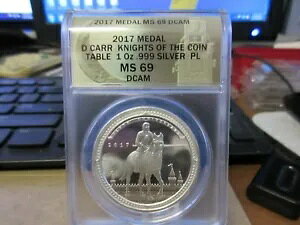 2017 MEDAL MS 69 DCAM
2017 MEDAL
D CARR KNIGHTS OF THE COIN
TABLE 1 Oz .999 SILVER PL
MS 69
DCAM
2017